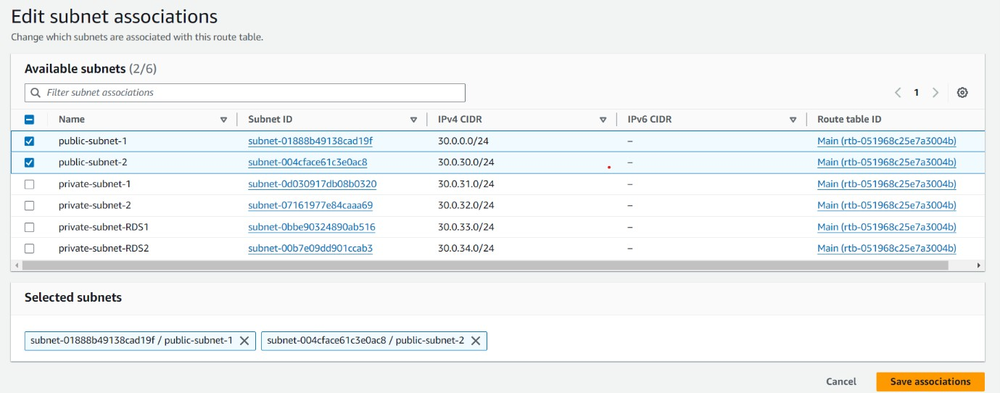 Edit subnet associations
Change which subnets are associated with this route table.
Available subnets (2/6)
Filter subnet associations
1
Name Subnet ID IPv4 CIDR IPv6 CIDR Route table ID
public-subnet-1 subnet-01888b49138cad19f 30.0.0.0/24 – Main (rtb-051968c25e7a3004b)
public-subnet-2 subnet-004cface61c3e0ac8 30.0.30.0/24 – Main (rtb-051968c25e7a3004b)
private-subnet-1 subnet-0d030917db08b0320 30.0.31.0/24 – Main (rtb-051968c25e7a3004b)
private-subnet-2 subnet-07161977e84caaa69 30.0.32.0/24 – Main (rtb-051968c25e7a3004b)
private-subnet-RDS1 subnet-0bbe90324890ab516 30.0.33.0/24 – Main (rtb-051968c25e7a3004b)
private-subnet-RDS2 subnet-00b7e09dd901ccab3 30.0.34.0/24 – Main (rtb-051968c25e7a3004b)
Selected subnets
subnet-01888b49138cad19f / public-subnet-1 subnet-004cface61c3e0ac8 / public-subnet-2
Cancel Save associations